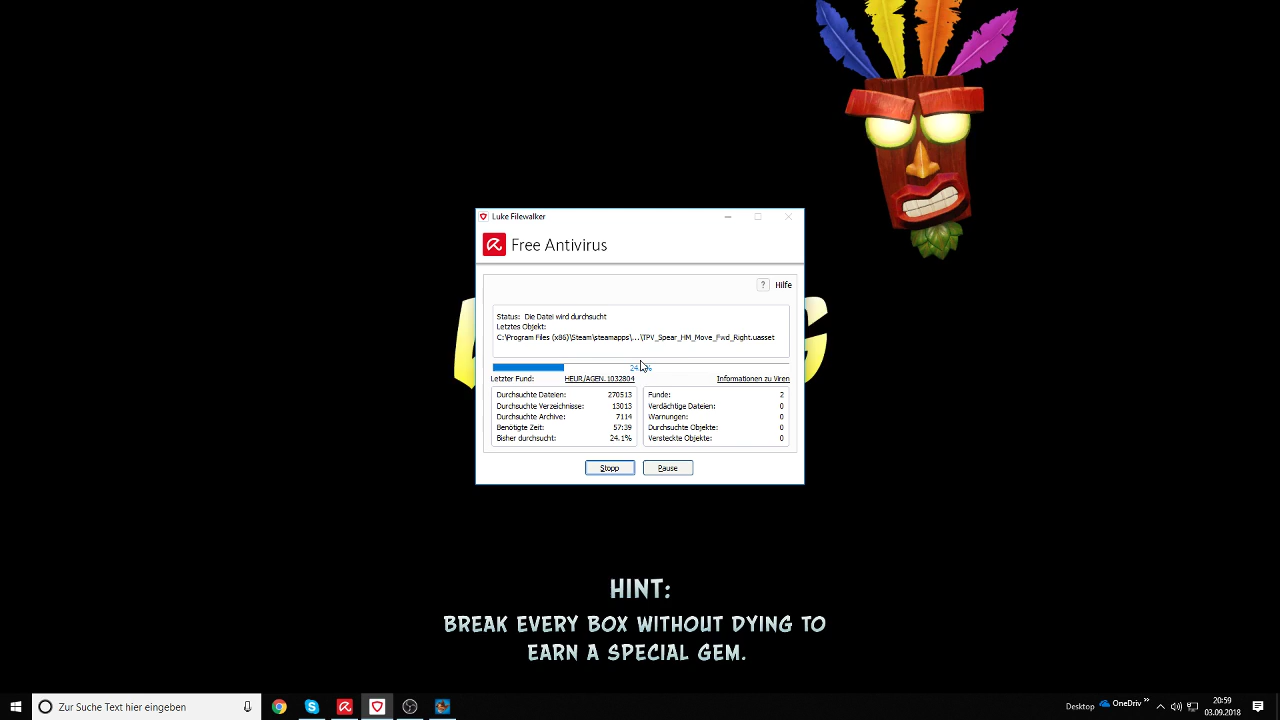 Luke Filewalker
Free Antivirus
? Hilfe
Status: Die Datei wird durchsucht
Letztes Objekt:
C:\Program Files (x86)\Steam\steamapps\...\TPV_Spear_HM_Move_Fwd_Right.uasset
Letzter Fund: HEUR/AGEN.1032804 Informationen zu Viren
Durchsuchte Dateien: 270513
Durchsuchte Verzeichnisse: 13013
Durchsuchte Archive: 7114
Benötigte Zeit: 57:39
Bisher durchsucht: 24.1%
Funde: 2
Verdächtige Dateien: 0
Warnungen: 0
Durchsuchte Objekte: 0
Versteckte Objekte: 0
Stopp Pause
HINT:
BREAK EVERY BOX WITHOUT DYING TO
EARN A SPECIAL GEM.
Zur Suche Text hier eingeben
Desktop OneDriv
20:59
03.09.2018